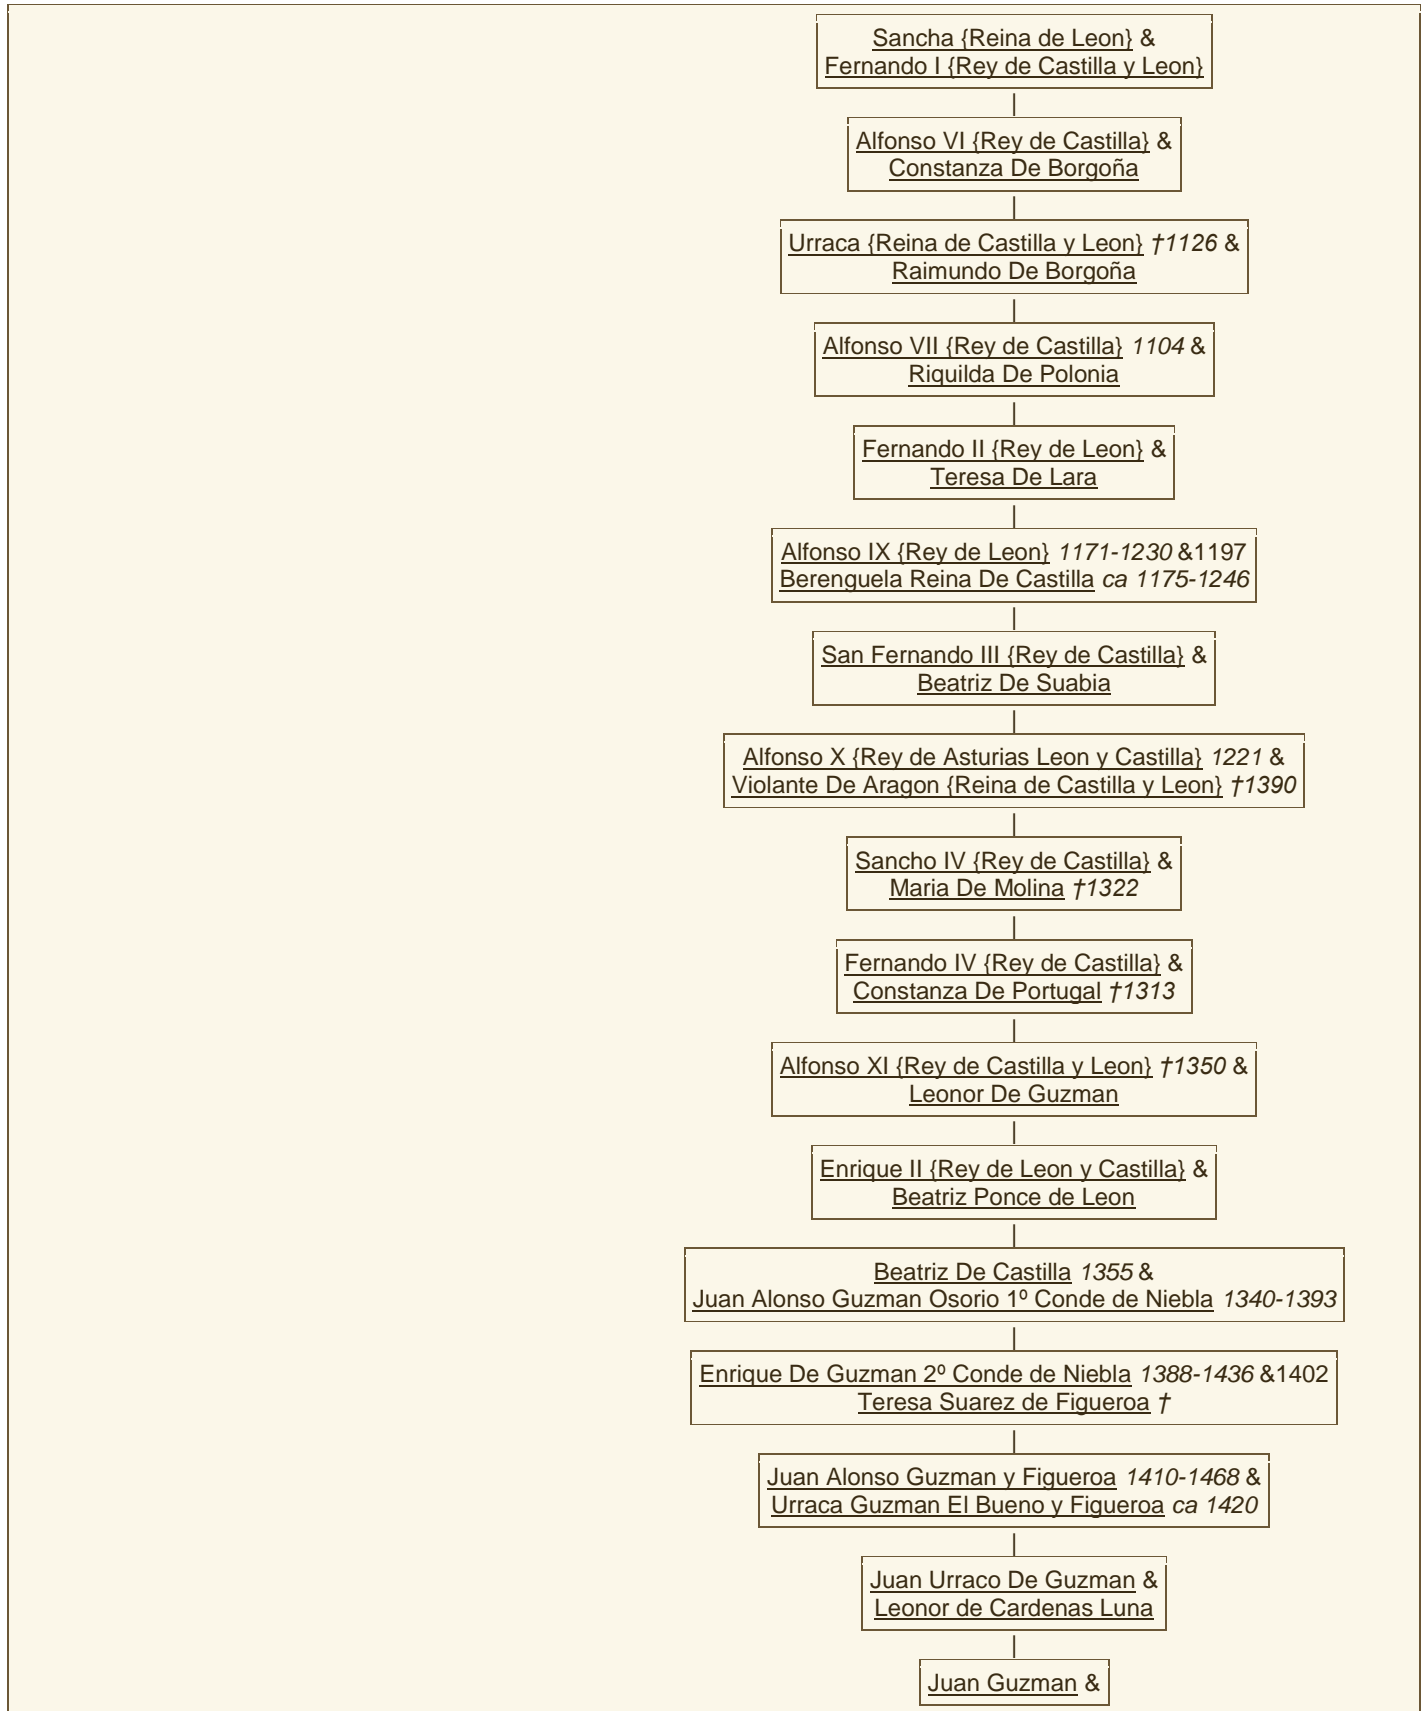 Sancha {Reina de Leon} &
Fernando I {Rey de Castilla y Leon}
Alfonso VI {Rey de Castilla} &
Constanza De Borgoña
Urraca {Reina de Castilla y Leon} †1126 &
Raimundo De Borgoña
Alfonso VII {Rey de Castilla} 1104 &
Riquilda De Polonia
Fernando II {Rey de Leon} &
Teresa De Lara
Alfonso IX {Rey de Leon} 1171-1230 &1197
Berenguela Reina De Castilla ca 1175-1246
San Fernando III {Rey de Castilla} &
Beatriz De Suabia
Alfonso X {Rey de Asturias Leon y Castilla} 1221 &
Violante De Aragon {Reina de Castilla y Leon} †1390
Sancho IV {Rey de Castilla} &
Maria De Molina †1322
Fernando IV {Rey de Castilla} &
Constanza De Portugal †1313
Alfonso XI {Rey de Castilla y Leon} †1350 &
Leonor De Guzman
Enrique II {Rey de Leon y Castilla} &
Beatriz Ponce de Leon
Beatriz De Castilla 1355 &
Juan Alonso Guzman Osorio 1º Conde de Niebla 1340-1393
Enrique De Guzman 2º Conde de Niebla 1388-1436 &1402
Teresa Suarez de Figueroa †
Juan Alonso Guzman y Figueroa 1410-1468 &
Urraca Guzman El Bueno y Figueroa ca 1420
Juan Urraco De Guzman &
Leonor de Cardenas Luna
Juan Guzman &